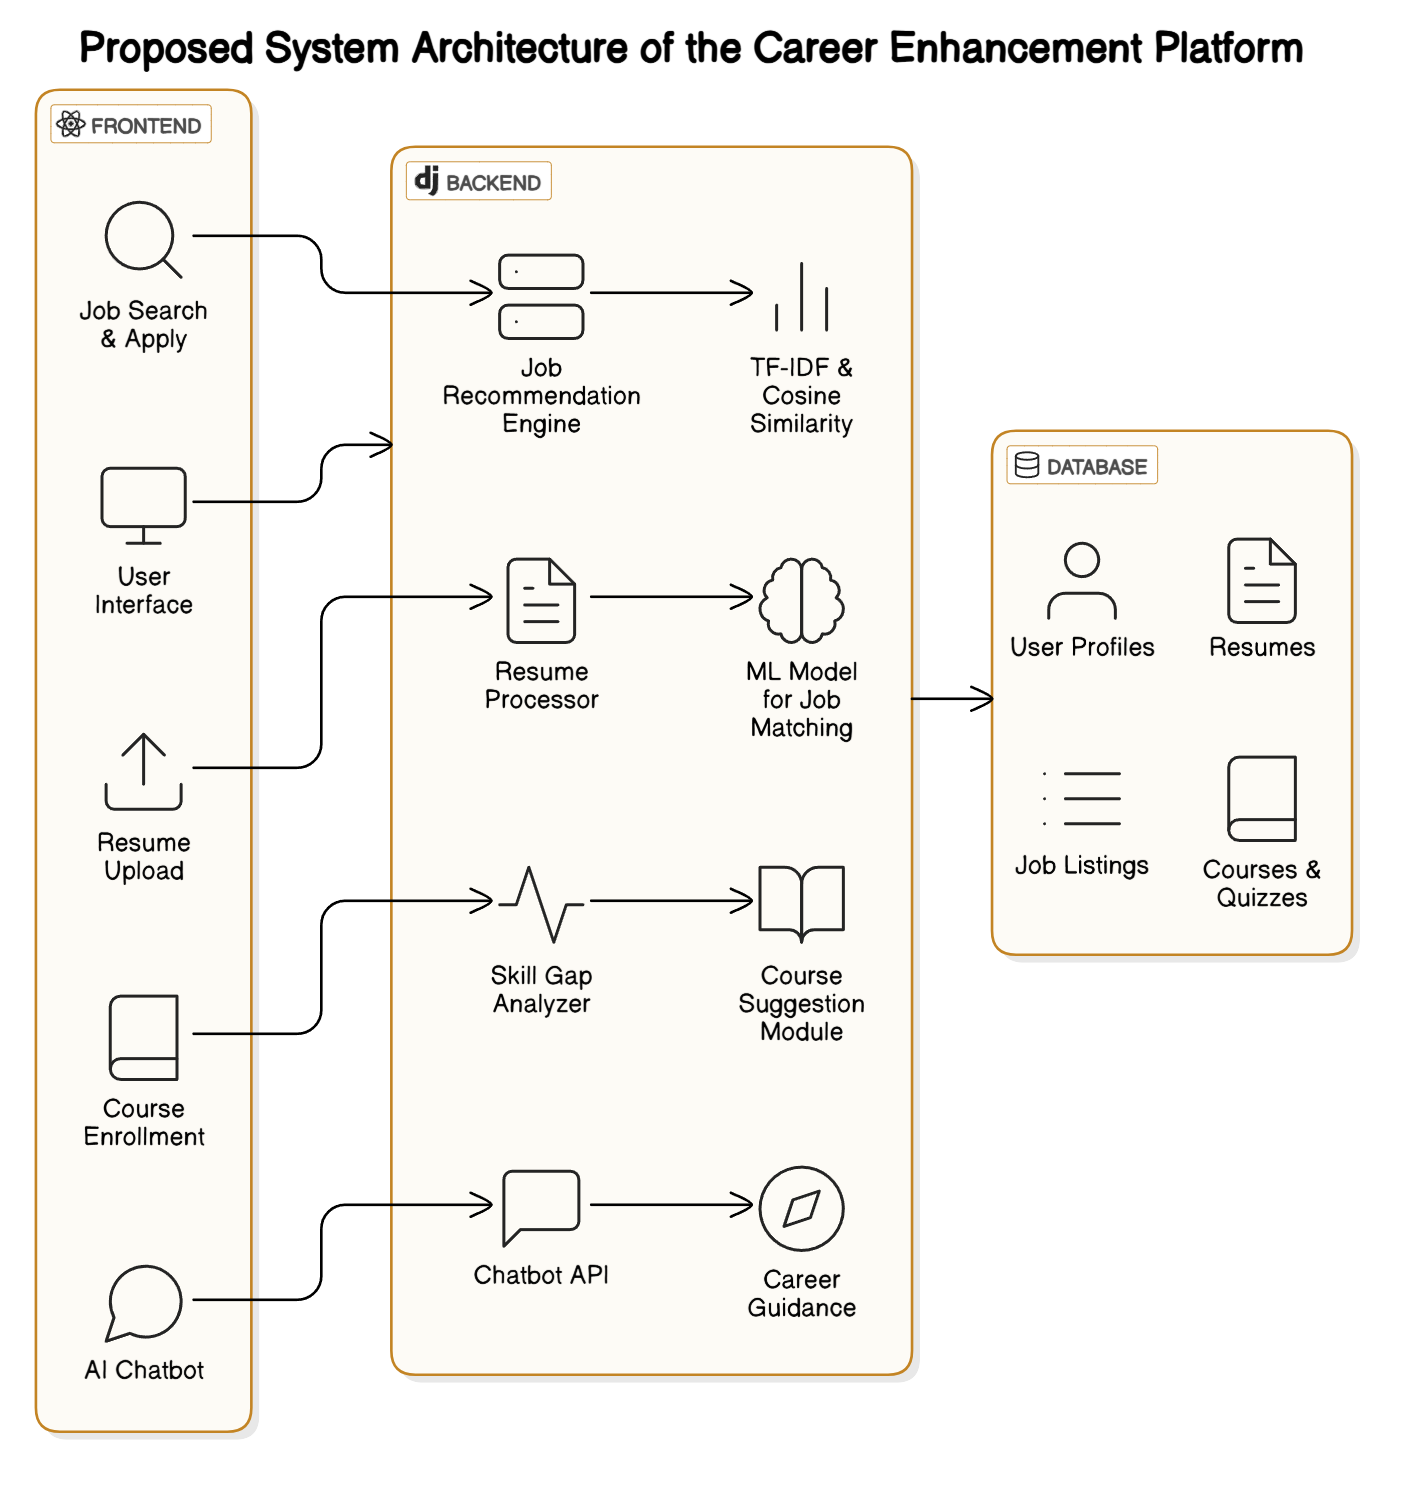 Proposed System Architecture of the Career Enhancement Platform
FRONTEND
Job Search
& Apply
User
Interface
Resume
Upload
Course
Enrollment
AI Chatbot
dj BACKEND
Job
Recommendation
Engine
TF-IDF &
Cosine
Similarity
Resume
Processor
ML Model
for Job
Matching
Skill Gap
Analyzer
Course
Suggestion
Module
Chatbot API
Career
Guidance
DATABASE
User Profiles
Resumes
Job Listings
Courses &
Quizzes